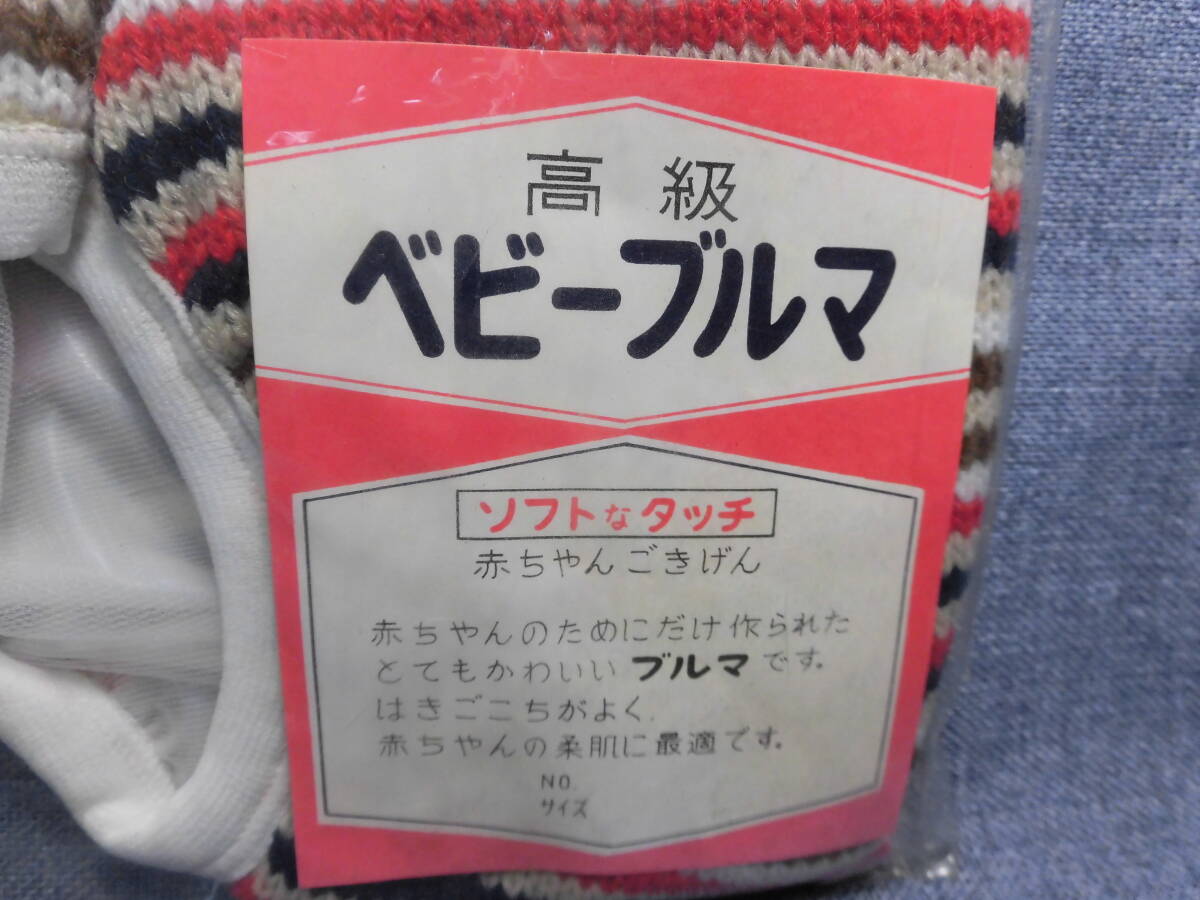 高級
ベビーブルマ
ソフトなタッチ
赤ちゃんごきげん
赤ちゃんのためにだけ作られた
とてもかわいいブルマです。
はきごこちがよく、
赤ちゃんの柔肌に最適です。
NO.
サイズ